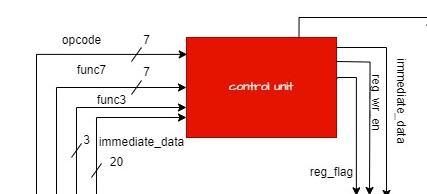 opcode
7
func7
7
func3
3
immediate_data
20
control unit
reg_flag
reg_wr_en
immediate_data